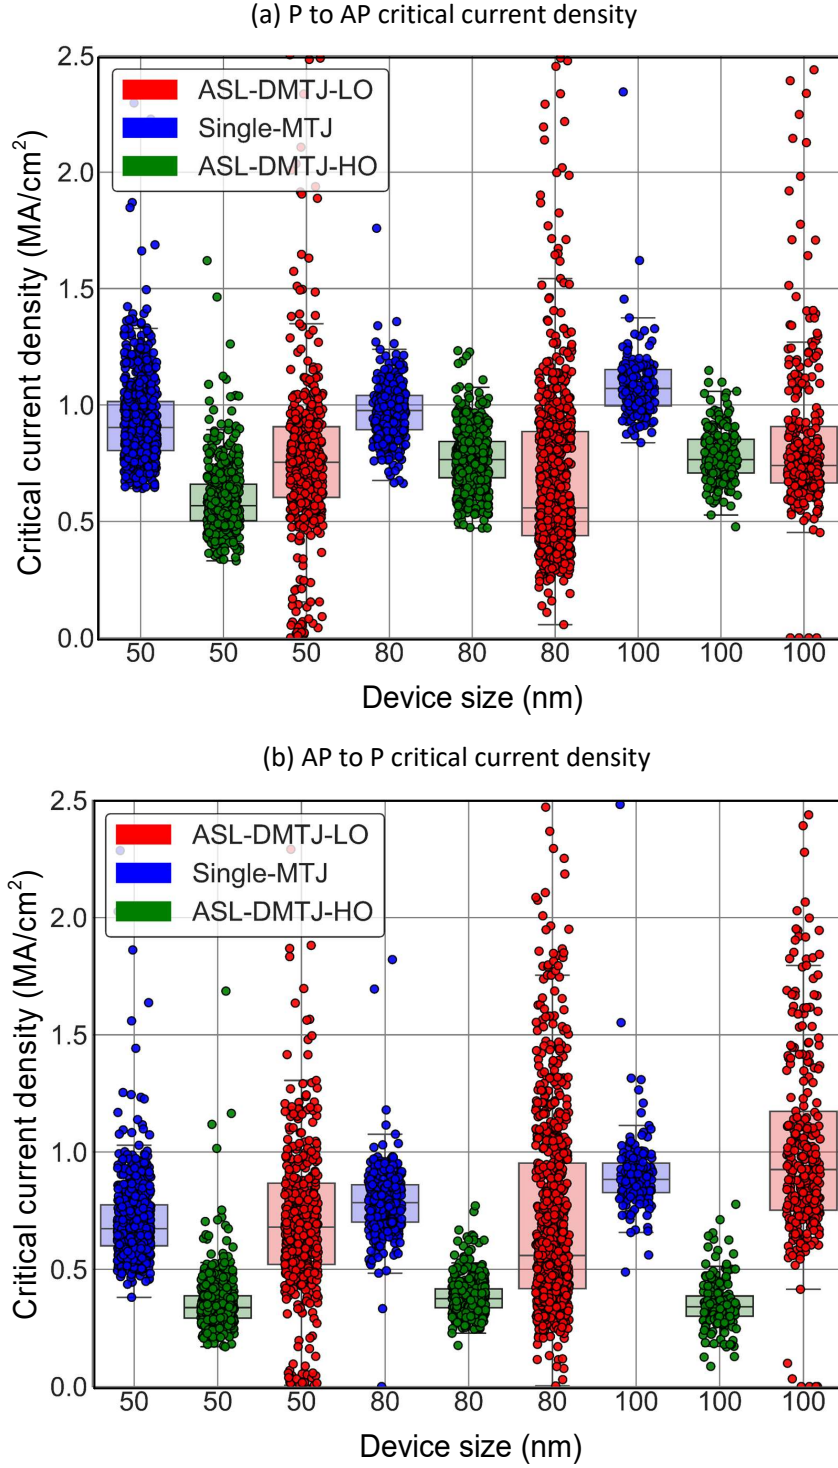 (a) P to AP critical current density
Critical current density (MA/cm²)
2.5
2.0
1.5
1.0
0.5
0.0
ASL-DMTJ-LO
Single-MTJ
ASL-DMTJ-HO
50 50 50 80 80 80 100 100 100
Device size (nm)
(b) AP to P critical current density
Critical current density (MA/cm²)
2.5
2.0
1.5
1.0
0.5
0.0
ASL-DMTJ-LO
Single-MTJ
ASL-DMTJ-HO
50 50 50 80 80 80 100 100 100
Device size (nm)